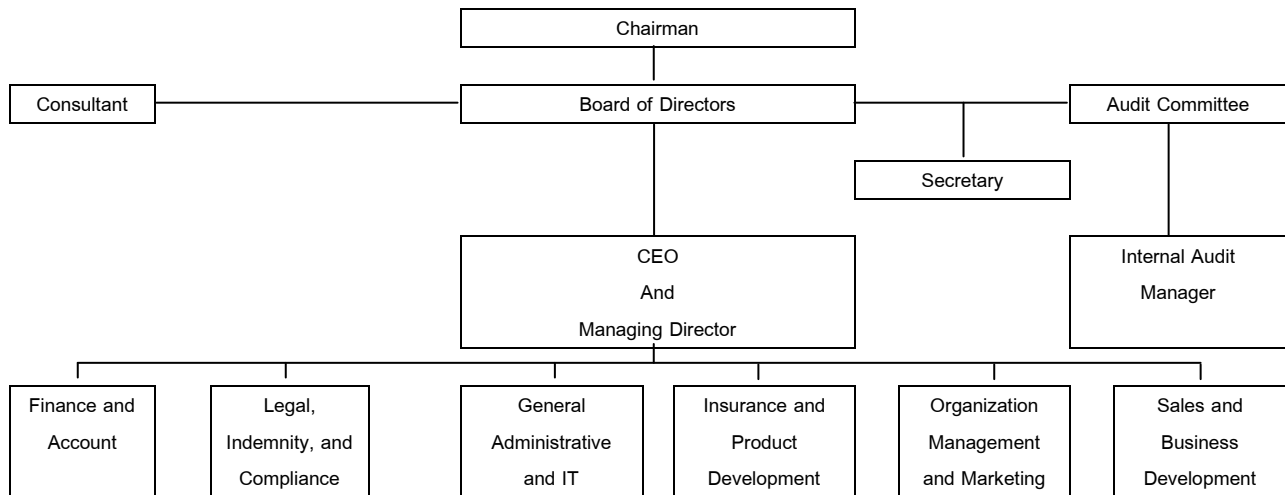 Chairman
Consultant
Board of Directors
Audit Committee
Secretary
CEO
And
Managing Director
Internal Audit
Manager
Finance and
Account
Legal,
Indemnity, and
Compliance
General
Administrative
and IT
Insurance and
Product
Development
Organization
Management
and Marketing
Sales and
Business
Development